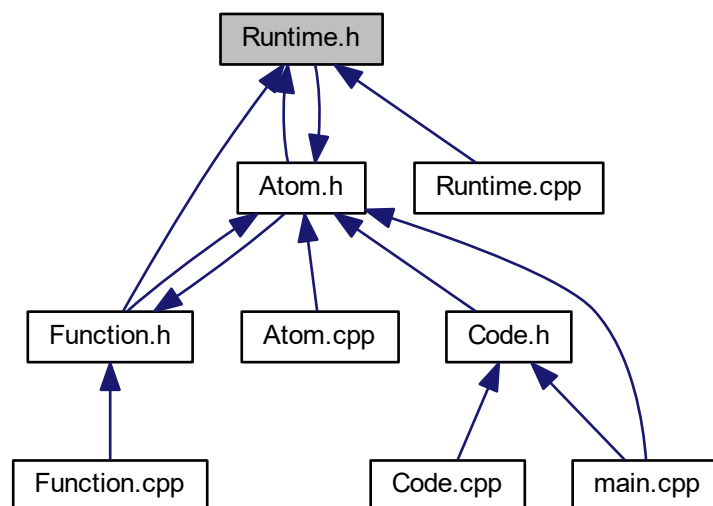 Runtime.h
Atom.h
Runtime.cpp
Function.h
Atom.cpp
Code.h
Function.cpp
Code.cpp
main.cpp